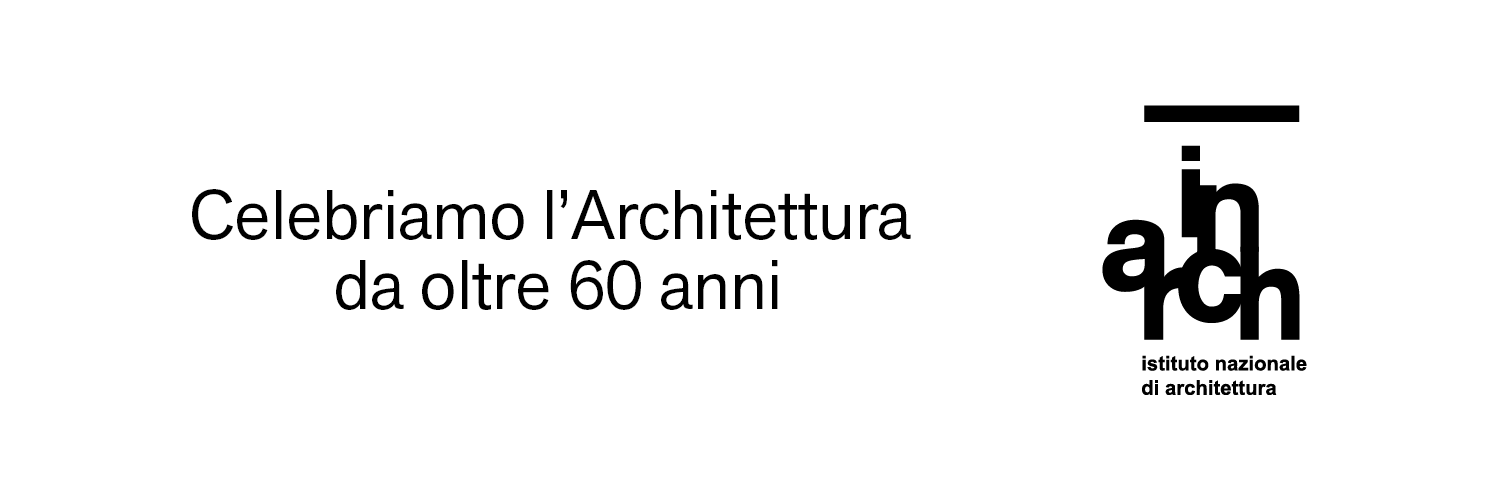 Celebriamo l’Architettura
da oltre 60 anni
in
arch
istituto nazionale
di architettura